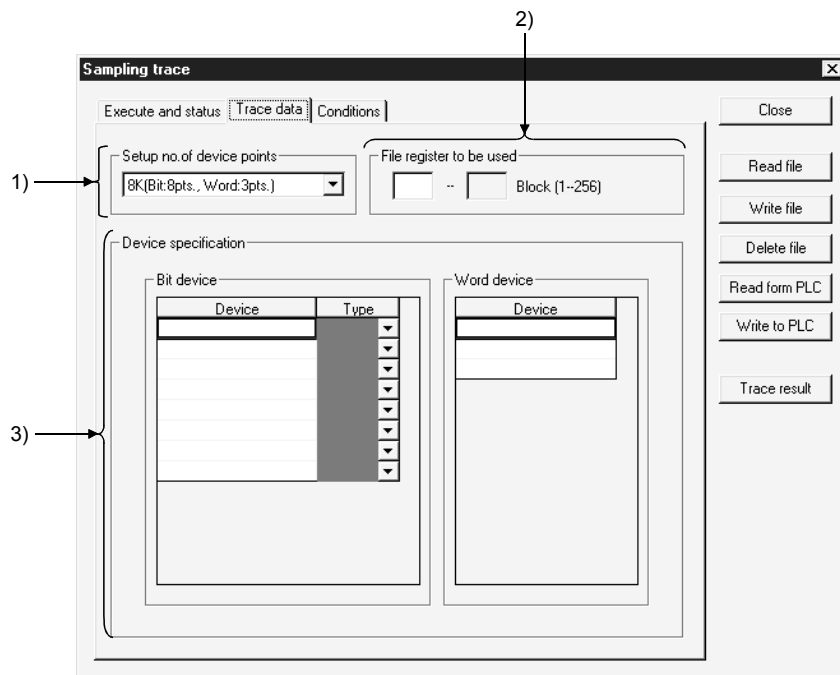 2)
Sampling trace
Execute and status Trace data Conditions
Close
1)
Setup no.of device points
8K(Bit:8pts., Word:3pts.)
File register to be used
-- Block (1--256)
Read file
Write file
Delete file
Read form PLC
Write to PLC
Trace result
3)
Device specification
Bit device
Device Type
Word device
Device